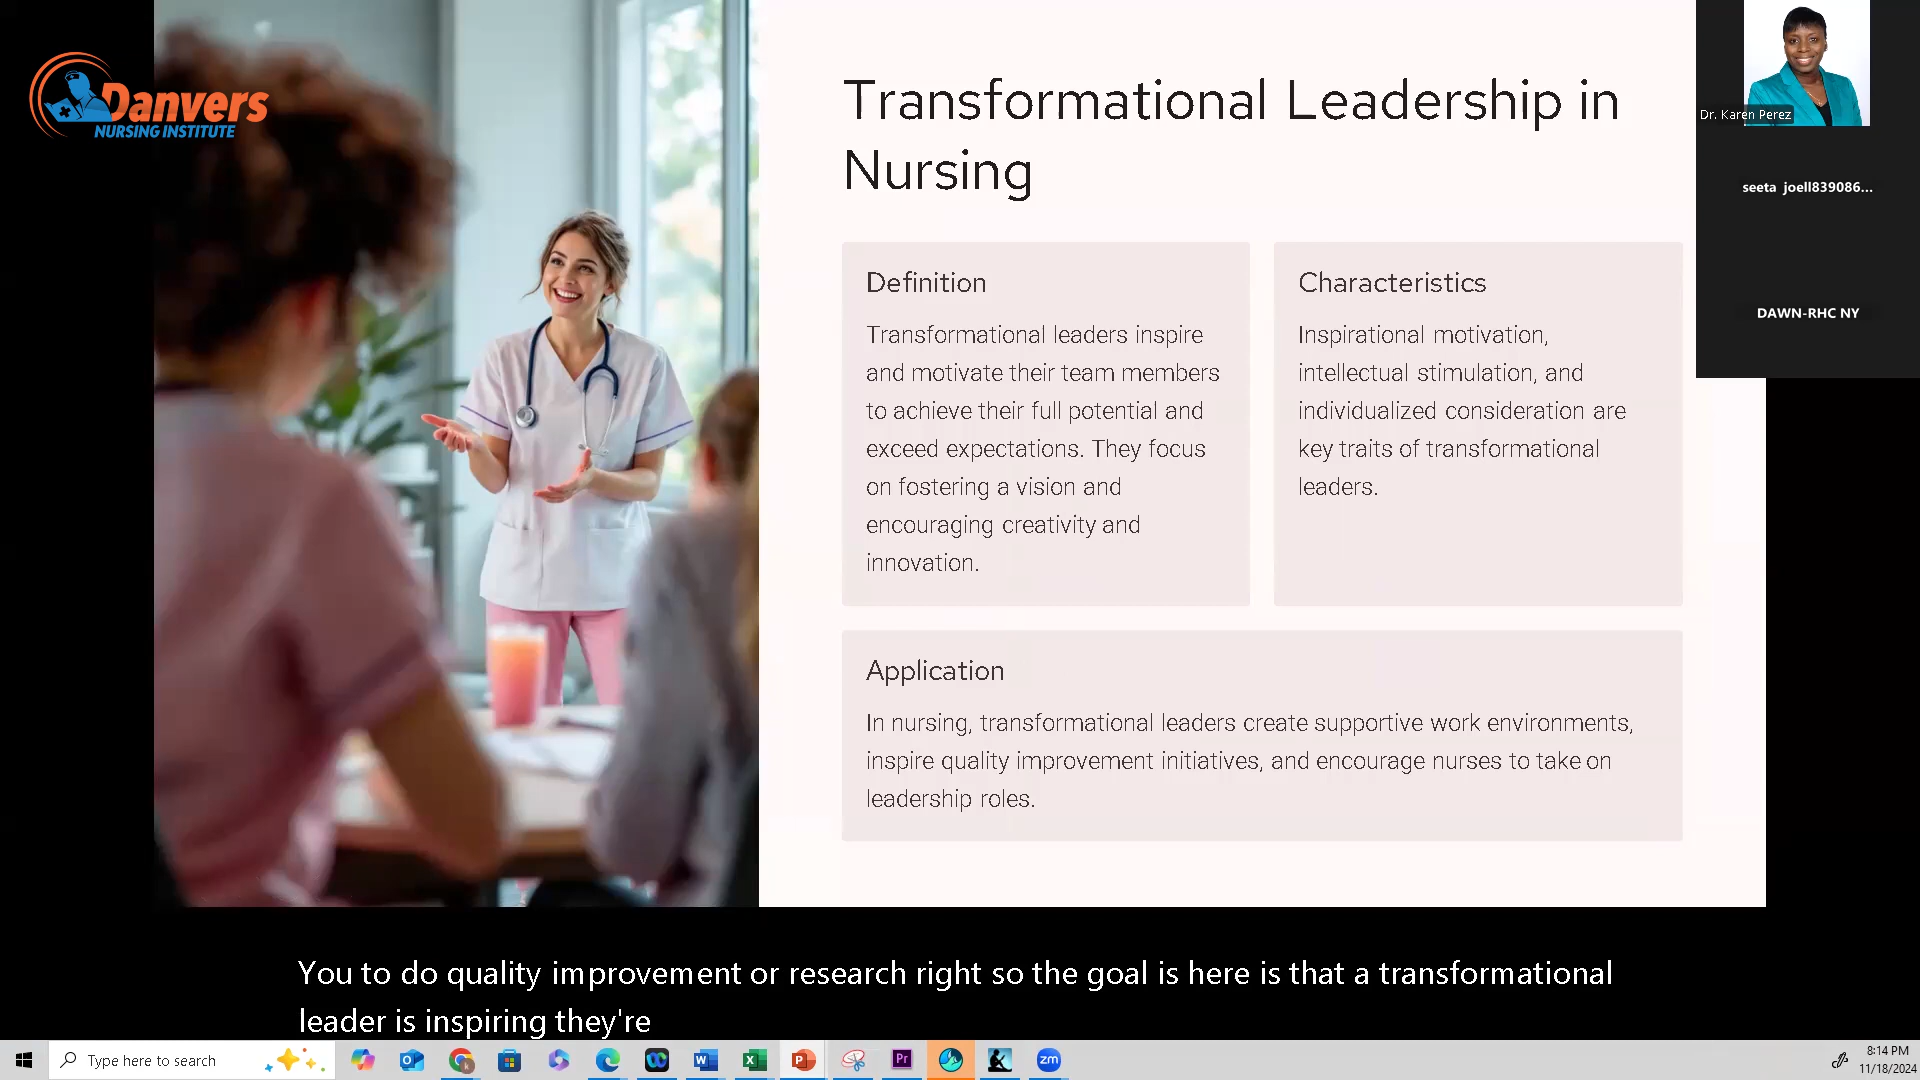 Danvers
NURSING INSTITUTE
Transformational Leadership in
Nursing
Definition
Transformational leaders inspire
and motivate their team members
to achieve their full potential and
exceed expectations. They focus
on fostering a vision and
encouraging creativity and
innovation.
Characteristics
Inspirational motivation,
intellectual stimulation, and
individualized consideration are
key traits of transformational
leaders.
Application
In nursing, transformational leaders create supportive work environments,
inspire quality improvement initiatives, and encourage nurses to take on
leadership roles.
Dr. Karen Perez
seeta joell839086...
DAWN-RHC NY
You to do quality improvement or research right so the goal is here is that a transformational
leader is inspiring they're
Type here to search
W
X
P
Pr
zm
8:14 PM
11/18/2024